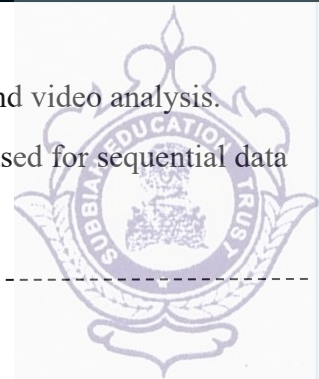 nd video analysis.
sed for sequential data
SUBBIAH EDUCATION TRUST